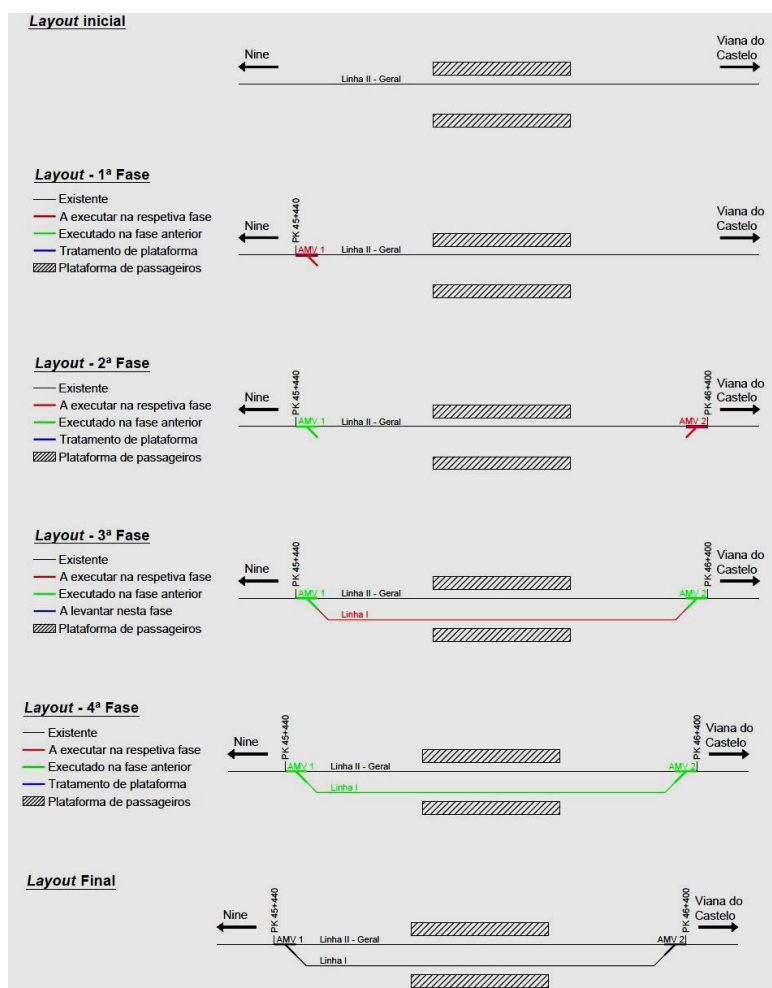 Layout inicial
Nine
Viana do
Castelo
Linha II - Geral
Layout - 1ª Fase
Existente
A executar na respetiva fase
Executado na fase anterior
Tratamento de plataforma
Plataforma de passageiros
Nine
PK 45+440
AMV 1
Linha II - Geral
Viana do
Castelo
Layout - 2ª Fase
Existente
A executar na respetiva fase
Executado na fase anterior
Tratamento de plataforma
Plataforma de passageiros
Nine
PK 45+440
AMV 1
Linha II - Geral
AMV 2
PK 46+400
Viana do
Castelo
Layout - 3ª Fase
Existente
A executar na respetiva fase
Executado na fase anterior
A levantar nesta fase
Plataforma de passageiros
Nine
PK 45+440
AMV 1
Linha II - Geral
Linha I
AMV 2
PK 46+400
Viana do
Castelo
Layout - 4ª Fase
Existente
A executar na respetiva fase
Executado na fase anterior
Tratamento de plataforma
Plataforma de passageiros
Nine
PK 45+440
AMV 1
Linha II - Geral
Linha I
AMV 2
PK 46+400
Viana do
Castelo
Layout Final
Nine
PK 45+440
AMV 1
Linha II - Geral
Linha I
AMV 2
PK 46+400
Viana do
Castelo